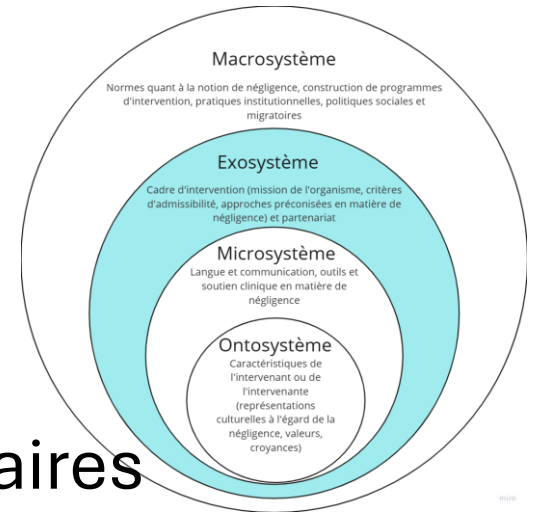 Macrosystème
Normes quant à la notion de négligence, construction de programmes
d'intervention, pratiques institutionnelles, politiques sociales et
migratoires
Exosystème
Cadre d'intervention (mission de l'organisme, critères
d'admissibilité, approches préconisées en matière de
négligence) et partenariat
Microsystème
Langue et communication, outils et
soutien clinique en matière de
négligence
Ontosystème
Caractéristiques de
l'intervenant ou de
l'intervenante
(représentations
culturelles à l'égard de la
négligence, valeurs,
croyances)
aires
miro